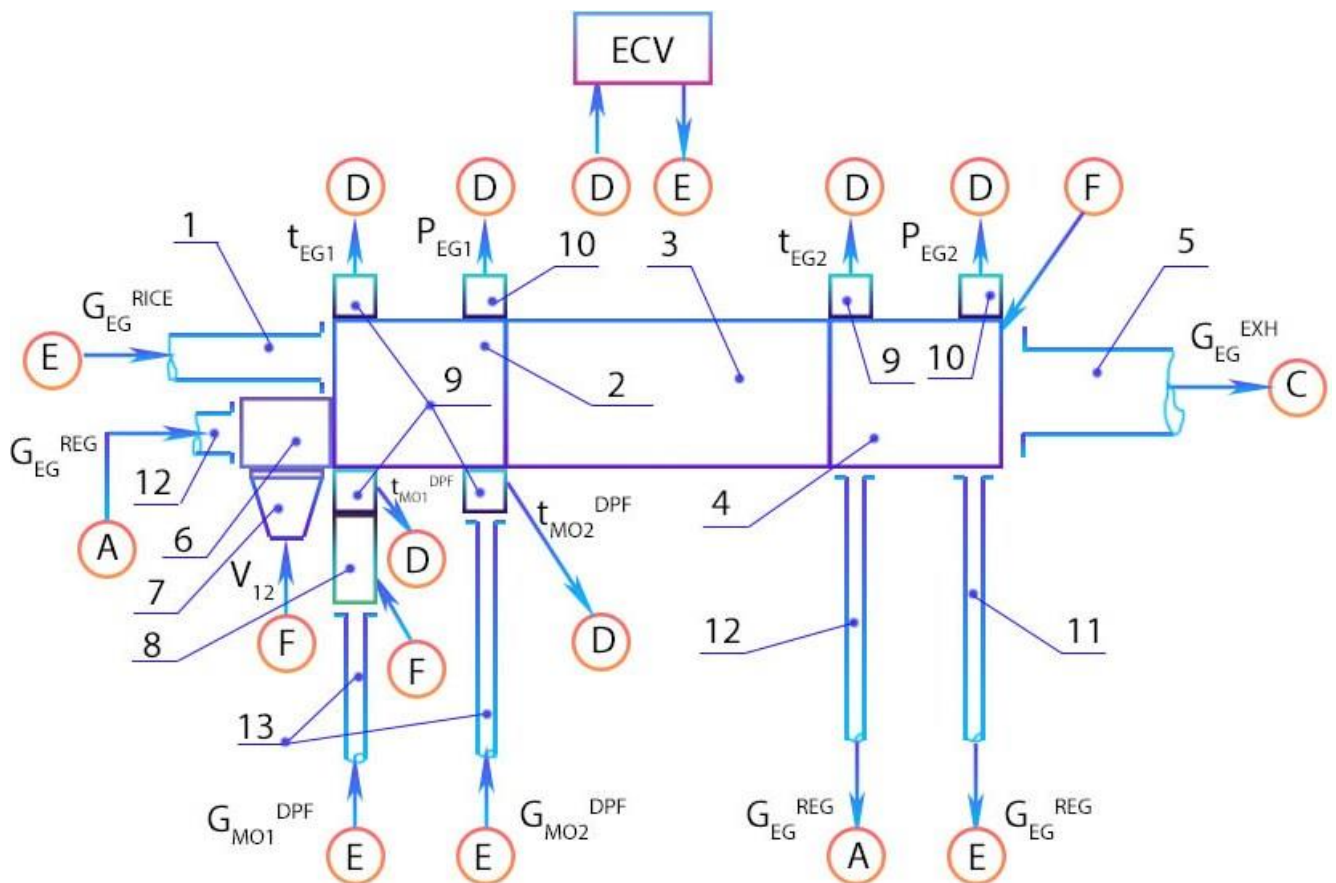 ECV
D D D E D D F
1 t_EG1 P_EG1 10 3 t_EG2 P_EG2 5
G_EG^RICE
E
G_EG^EXH
9 2 9 10 C
G_EG^REG
12 t_MO1^DPF 4
A 6 D t_MO2^DPF
7 V_12
8 F F D 12 11
13
G_MO1^DPF G_MO2^DPF G_EG^REG G_EG^REG
E E A E